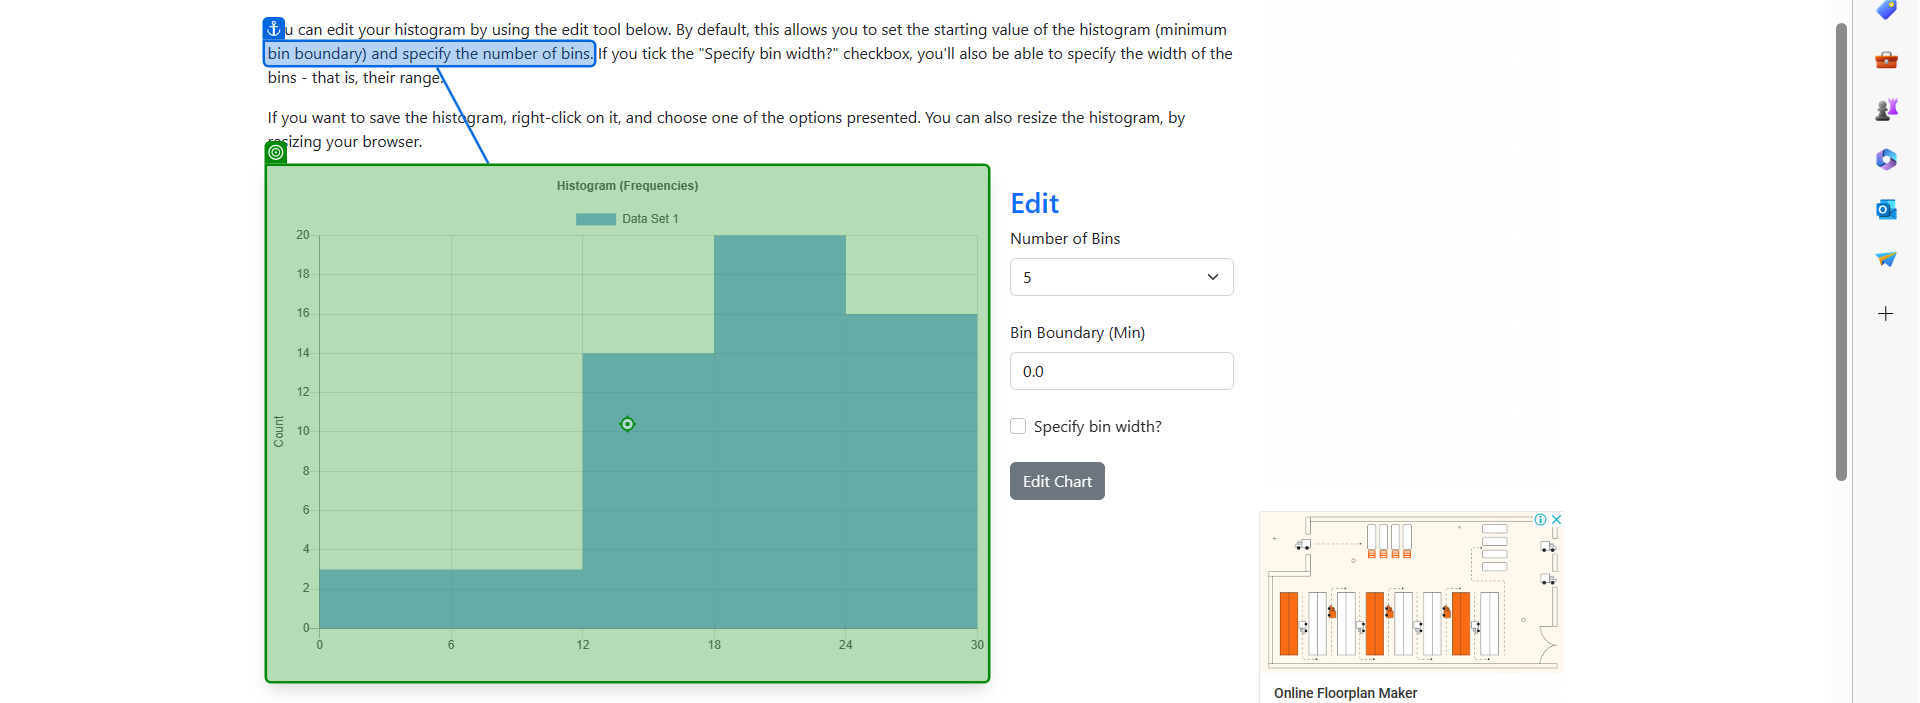 u can edit your histogram by using the edit tool below. By default, this allows you to set the starting value of the histogram (minimum
bin boundary) and specify the number of bins. If you tick the "Specify bin width?" checkbox, you'll also be able to specify the width of the
bins - that is, their range.
If you want to save the histogram, right-click on it, and choose one of the options presented. You can also resize the histogram, by
sizing your browser.
Histogram (Frequencies)
Data Set 1
20
18
16
14
12
10
8
6
4
2
0
Count
0 6 12 18 24 30
Edit
Number of Bins
5
Bin Boundary (Min)
0.0
Specify bin width?
Edit Chart
Online Floorplan Maker